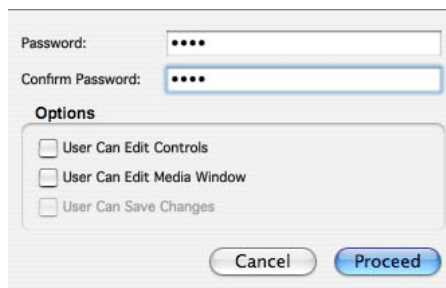 Password: ••••
Confirm Password: ••••
Options
User Can Edit Controls
User Can Edit Media Window
User Can Save Changes
Cancel Proceed